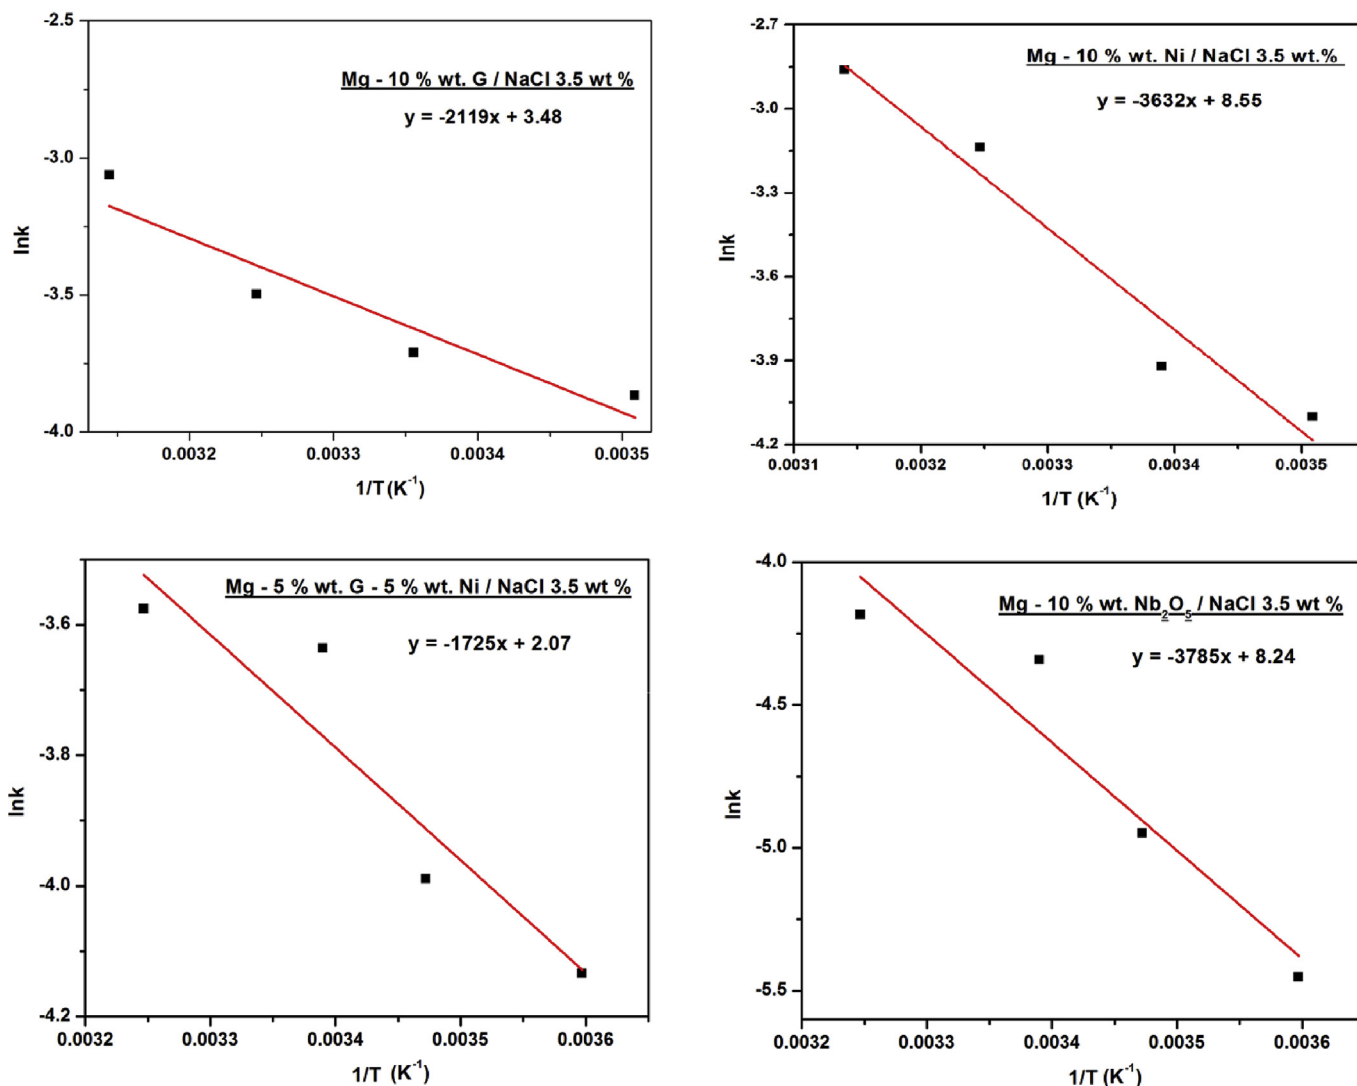 -2.5
Mg - 10 % wt. G / NaCl 3.5 wt %
y = -2119x + 3.48
-3.0
lnk
-3.5
-4.0
0.0032 0.0033 0.0034 0.0035
1/T (K⁻¹)
-2.7
Mg - 10 % wt. Ni / NaCl 3.5 wt.%
y = -3632x + 8.55
-3.0
-3.3
lnk
-3.6
-3.9
-4.2
0.0031 0.0032 0.0033 0.0034 0.0035
1/T (K⁻¹)
Mg - 5 % wt. G - 5 % wt. Ni / NaCl 3.5 wt %
-3.6
y = -1725x + 2.07
-3.8
lnk
-4.0
-4.2
0.0032 0.0033 0.0034 0.0035 0.0036
1/T (K⁻¹)
-4.0
Mg - 10 % wt. Nb₂O₅ / NaCl 3.5 wt %
y = -3785x + 8.24
-4.5
lnk
-5.0
-5.5
0.0032 0.0033 0.0034 0.0035 0.0036
1/T (K⁻¹)